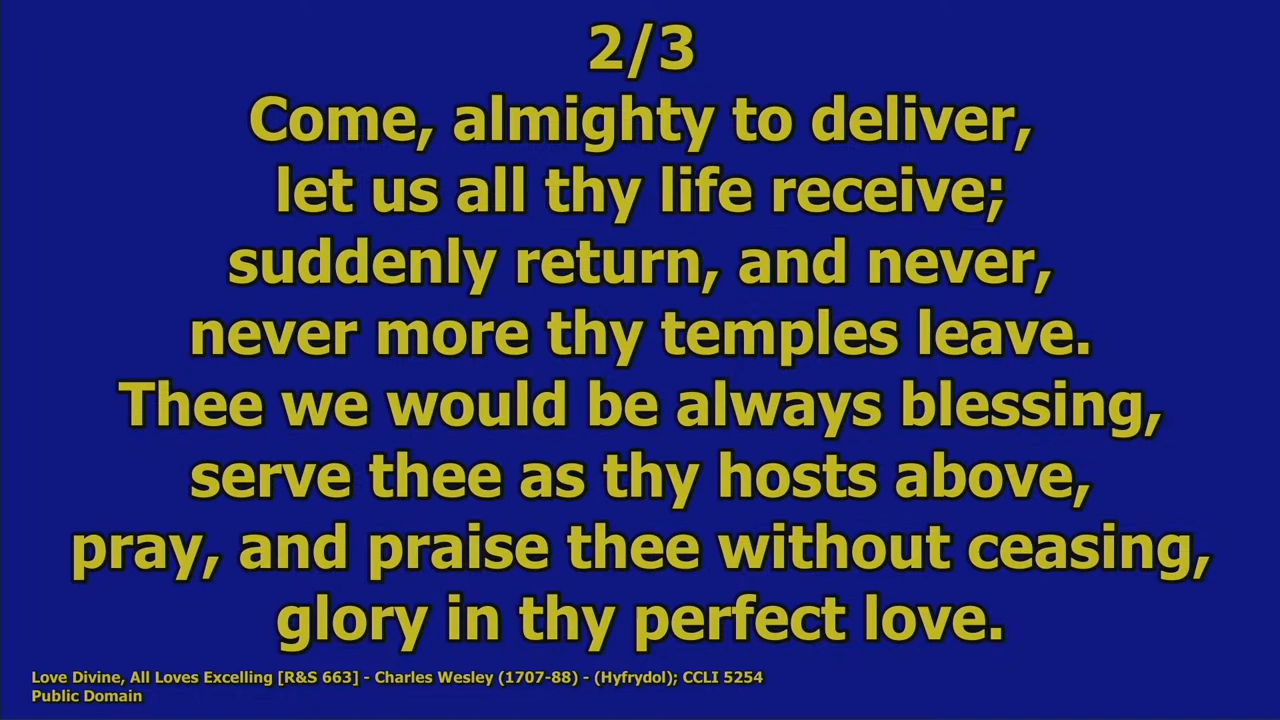 2/3
Come, almighty to deliver,
let us all thy life receive;
suddenly return, and never,
never more thy temples leave.
Thee we would be always blessing,
serve thee as thy hosts above,
pray, and praise thee without ceasing,
glory in thy perfect love.
Love Divine, All Loves Excelling [R&S 663] - Charles Wesley (1707-88) - (Hyfrydol); CCLI 5254
Public Domain